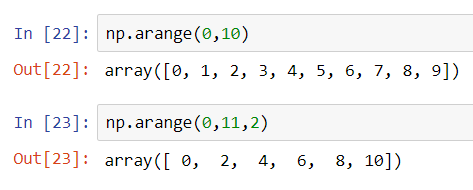 In [22]: np.arange(0,10)
Out[22]: array([0, 1, 2, 3, 4, 5, 6, 7, 8, 9])
In [23]: np.arange(0,11,2)
Out[23]: array([ 0,  2,  4,  6,  8, 10])